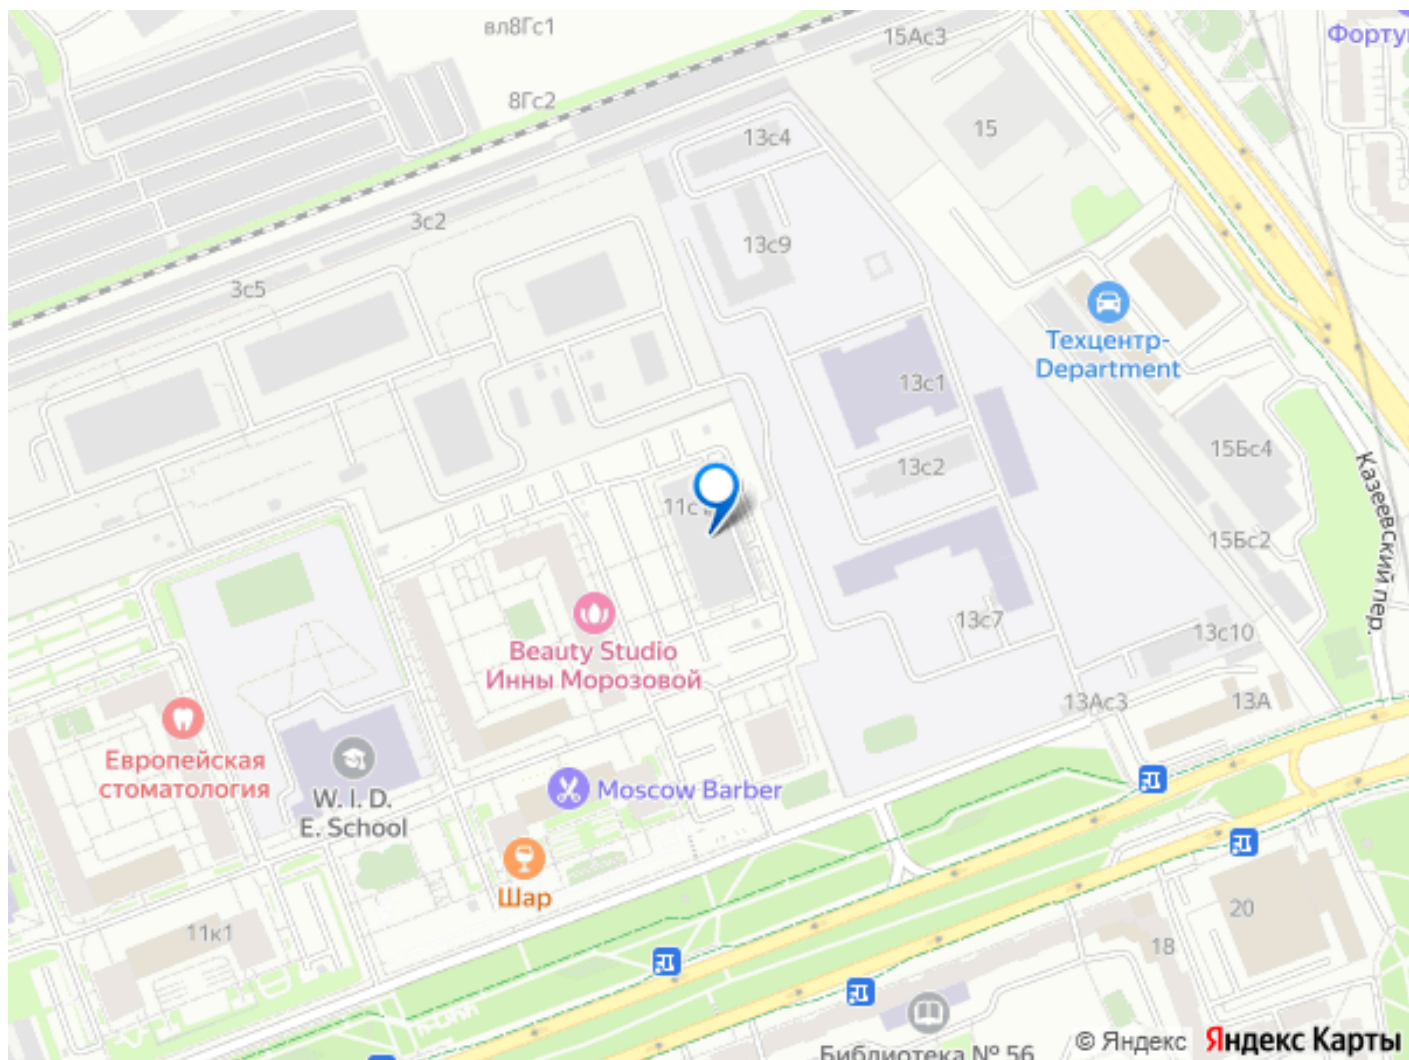 вл8Гс1
15Ас3
Форту
8Гс2
13с4
15
3с2
13с9
3с5
Техцентр-
Department
13с1
15Бс4
13с2
11с
Казеевский пер.
15Бс2
Beauty Studio
Инны Морозовой
13с7
13с10
13Ас3
13А
Европейская
стоматология
W. I. D.
E. School
Moscow Barber
Шар
11к1
20
18
Библиотека № 56
© Яндекс
Яндекс Карты